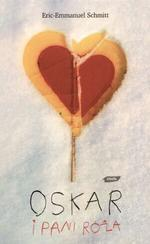 Eric-Emmanuel Schmitt
OSKAR
I PANI RÓŻA